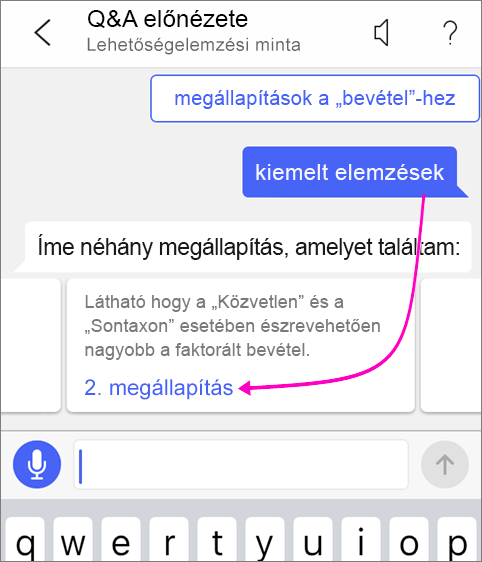 Q&A előnézete
Lehetőségelemzési minta
?
megállapítások a „bevétel”-hez
kiemelt elemzések
Íme néhány megállapítás, amelyet találtam:
Látható hogy a „Közvetlen” és a
„Sontaxon” esetében észrevehetően
nagyobb a faktorált bevétel.
2. megállapítás
q w e r t y u i o p